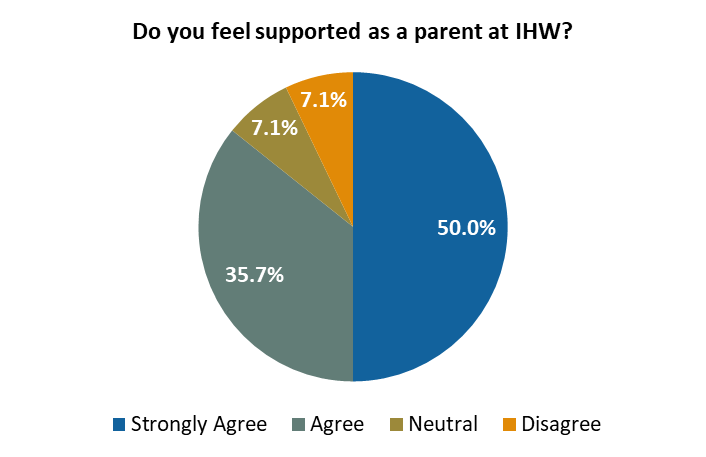 Do you feel supported as a parent at IHW?
7.1%
7.1%
50.0%
35.7%
Strongly Agree Agree Neutral Disagree